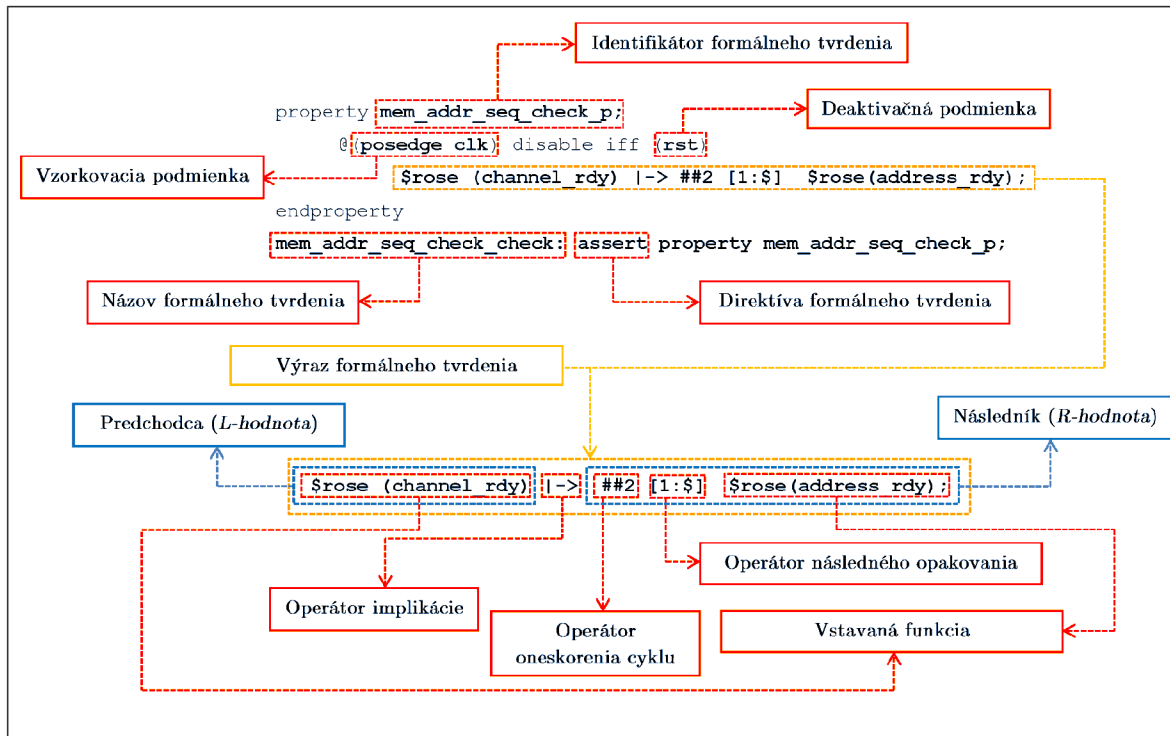 Identifikátor formálneho tvrdenia
property mem_addr_seq_check_p;
Deaktivačná podmienka
@(posedge clk) disable iff (rst)
Vzorkovacia podmienka
$rose (channel_rdy) |-> ##2 [1:$] $rose(address_rdy);
endproperty
mem_addr_seq_check_check: assert property mem_addr_seq_check_p;
Názov formálneho tvrdenia
Direktíva formálneho tvrdenia
Výraz formálneho tvrdenia
Predchodca (L-hodnota)
Následník (R-hodnota)
$rose (channel_rdy) |-> ##2 [1:$] $rose(address_rdy);
Operátor následného opakovania
Operátor implikácie
Operátor
oneskorenia cyklu
Vstavaná funkcia